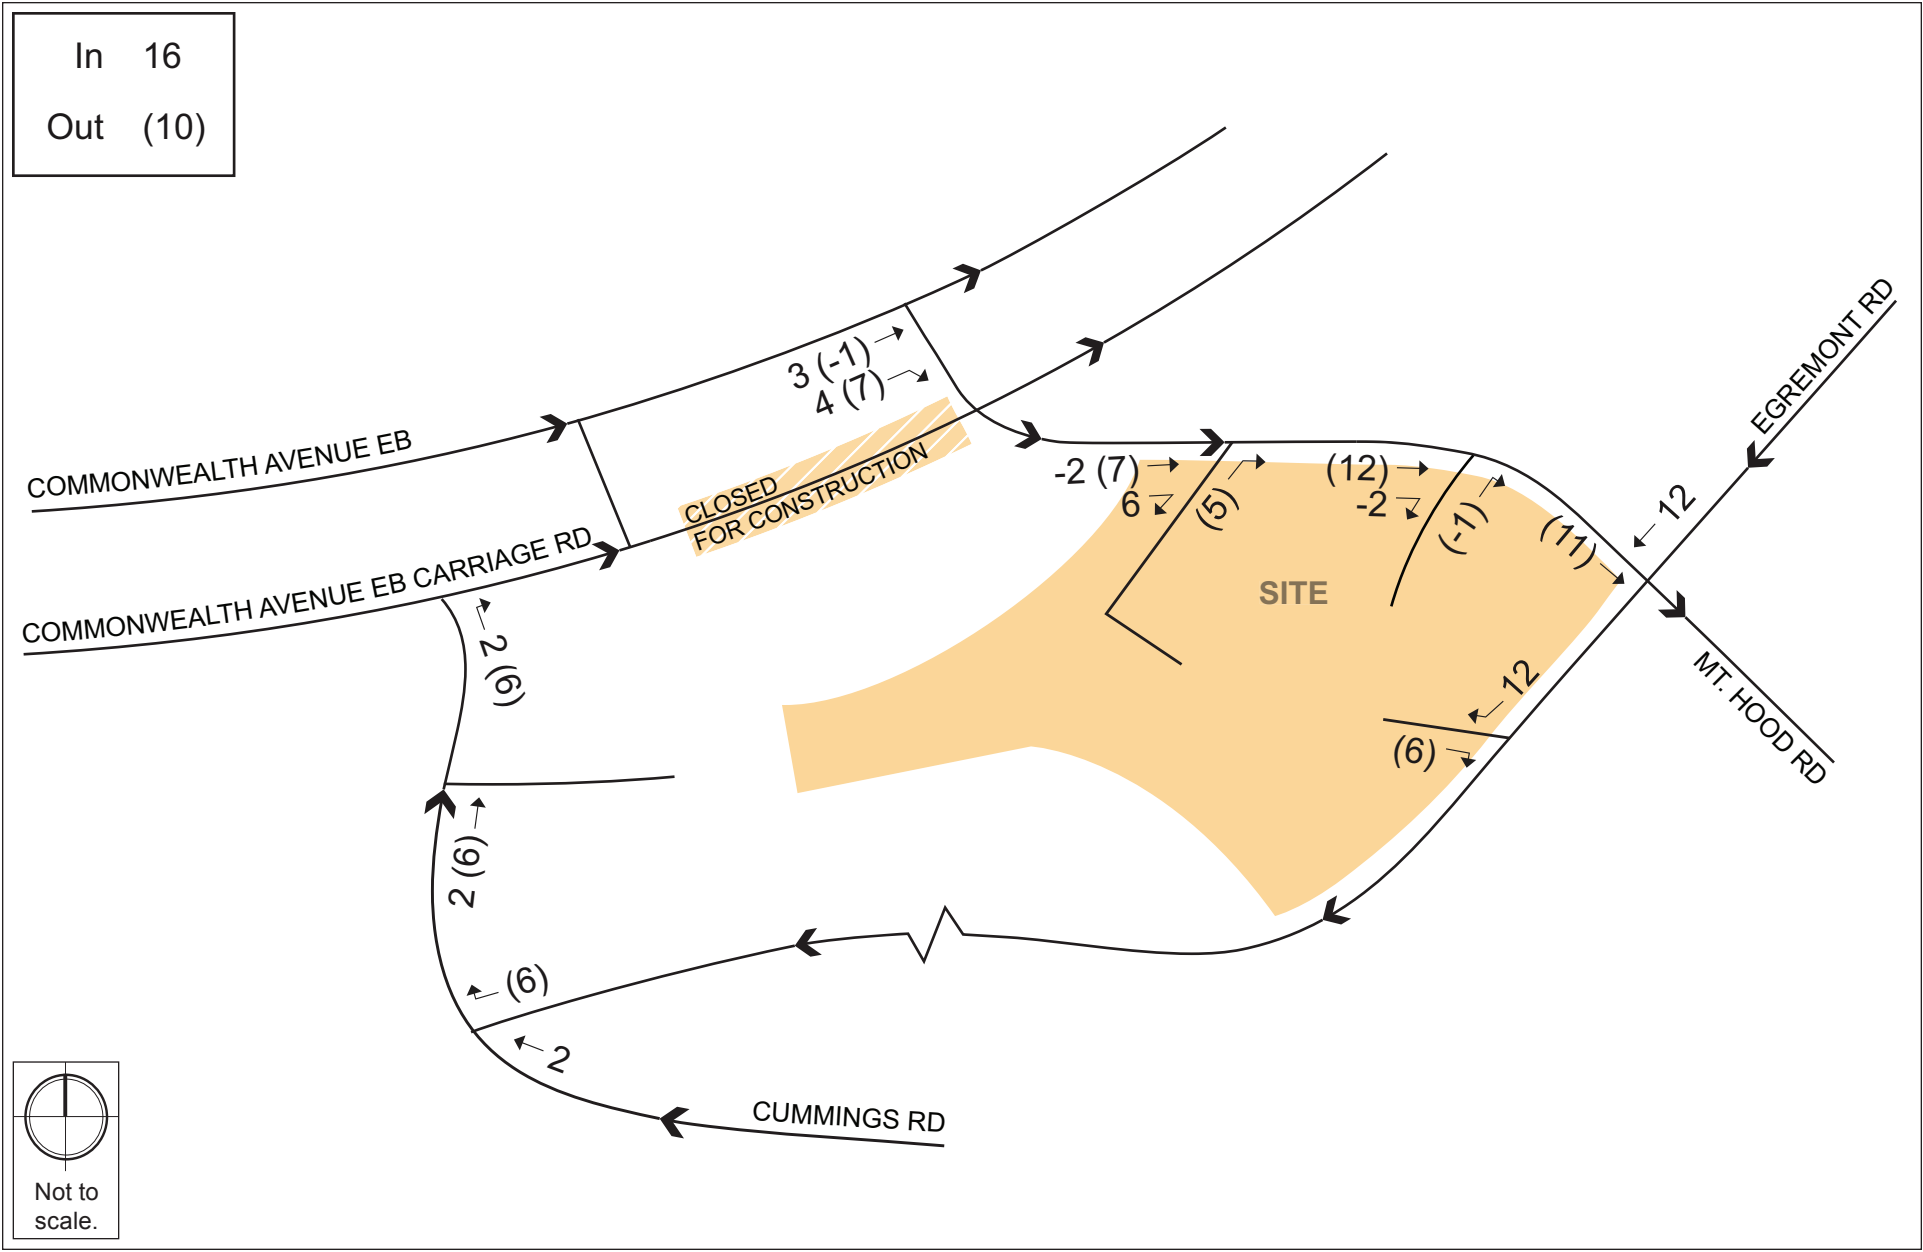 In 16
Out (10)
COMMONWEALTH AVENUE EB
3 (-1)
4 (7)
CLOSED
FOR CONSTRUCTION
COMMONWEALTH AVENUE EB CARRIAGE RD
EGREMONT RD
-2 (7)
6
(5)
(12)
-2
(-1)
(11)
12
SITE
2 (6)
12
(6)
MT. HOOD RD
2 (6)
(6)
2
CUMMINGS RD
Not to
scale.